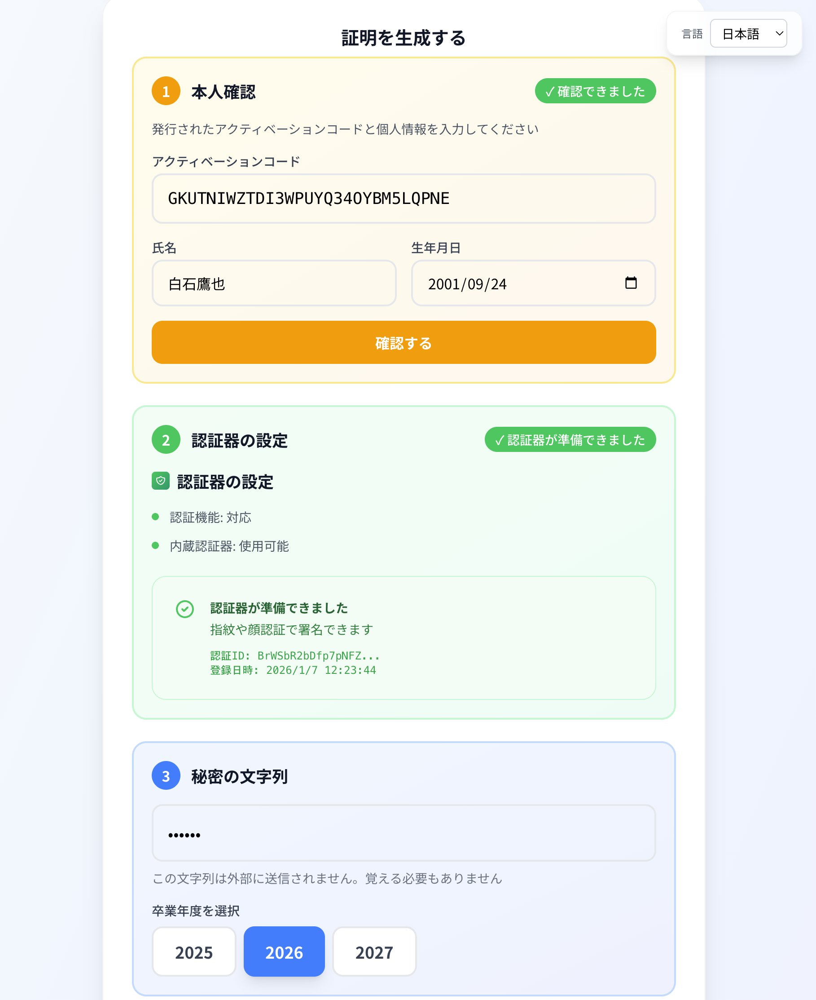 証明を生成する
言語 日本語
1 本人確認 ✓確認できました
発行されたアクティベーションコードと個人情報を入力してください
アクティベーションコード
GKUTNIWZTDI3WPUYQ34OYBM5LQPNE
氏名 生年月日
白石鷹也 2001/09/24
確認する
2 認証器の設定 ✓認証器が準備できました
認証器の設定
認証機能: 対応
内蔵認証器: 使用可能
認証器が準備できました
指紋や顔認証で署名できます
認証ID: BrWSbR2bDfp7pNFZ...
登録日時: 2026/1/7 12:23:44
3 秘密の文字列
••••••
この文字列は外部に送信されません。覚える必要もありません
卒業年度を選択
2025 2026 2027